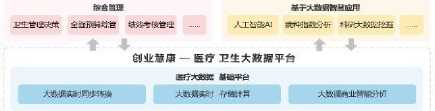 综合管理
基于大数据智慧应用
卫生管理决策
全面预算监管
绩效考核管理
......
人工智能AI
病种指数分析
科研大数据挖掘
......
创业慧康 — 医疗 卫生大数据平台
医疗大数据 基础平台
大数据实时同步转换
大数据实时 存储计算
大数据商业智能分析